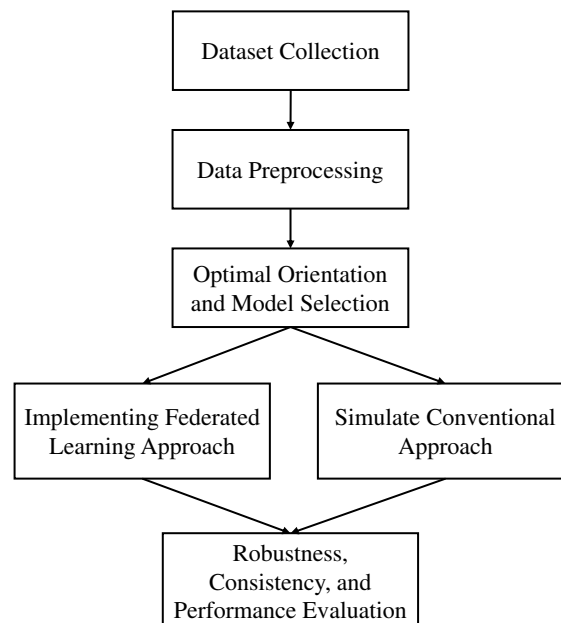 Dataset Collection
Data Preprocessing
Optimal Orientation
and Model Selection
Implementing Federated
Learning Approach
Simulate Conventional
Approach
Robustness,
Consistency, and
Performance Evaluation